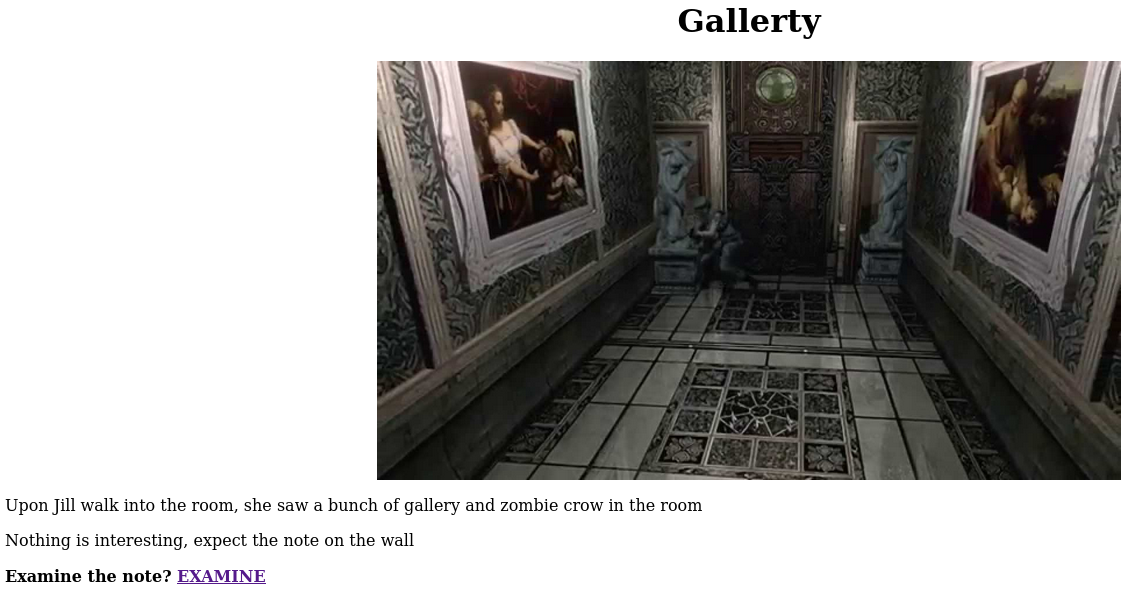 Gallerty
Upon Jill walk into the room, she saw a bunch of gallery and zombie crow in the room
Nothing is interesting, expect the note on the wall
Examine the note? EXAMINE